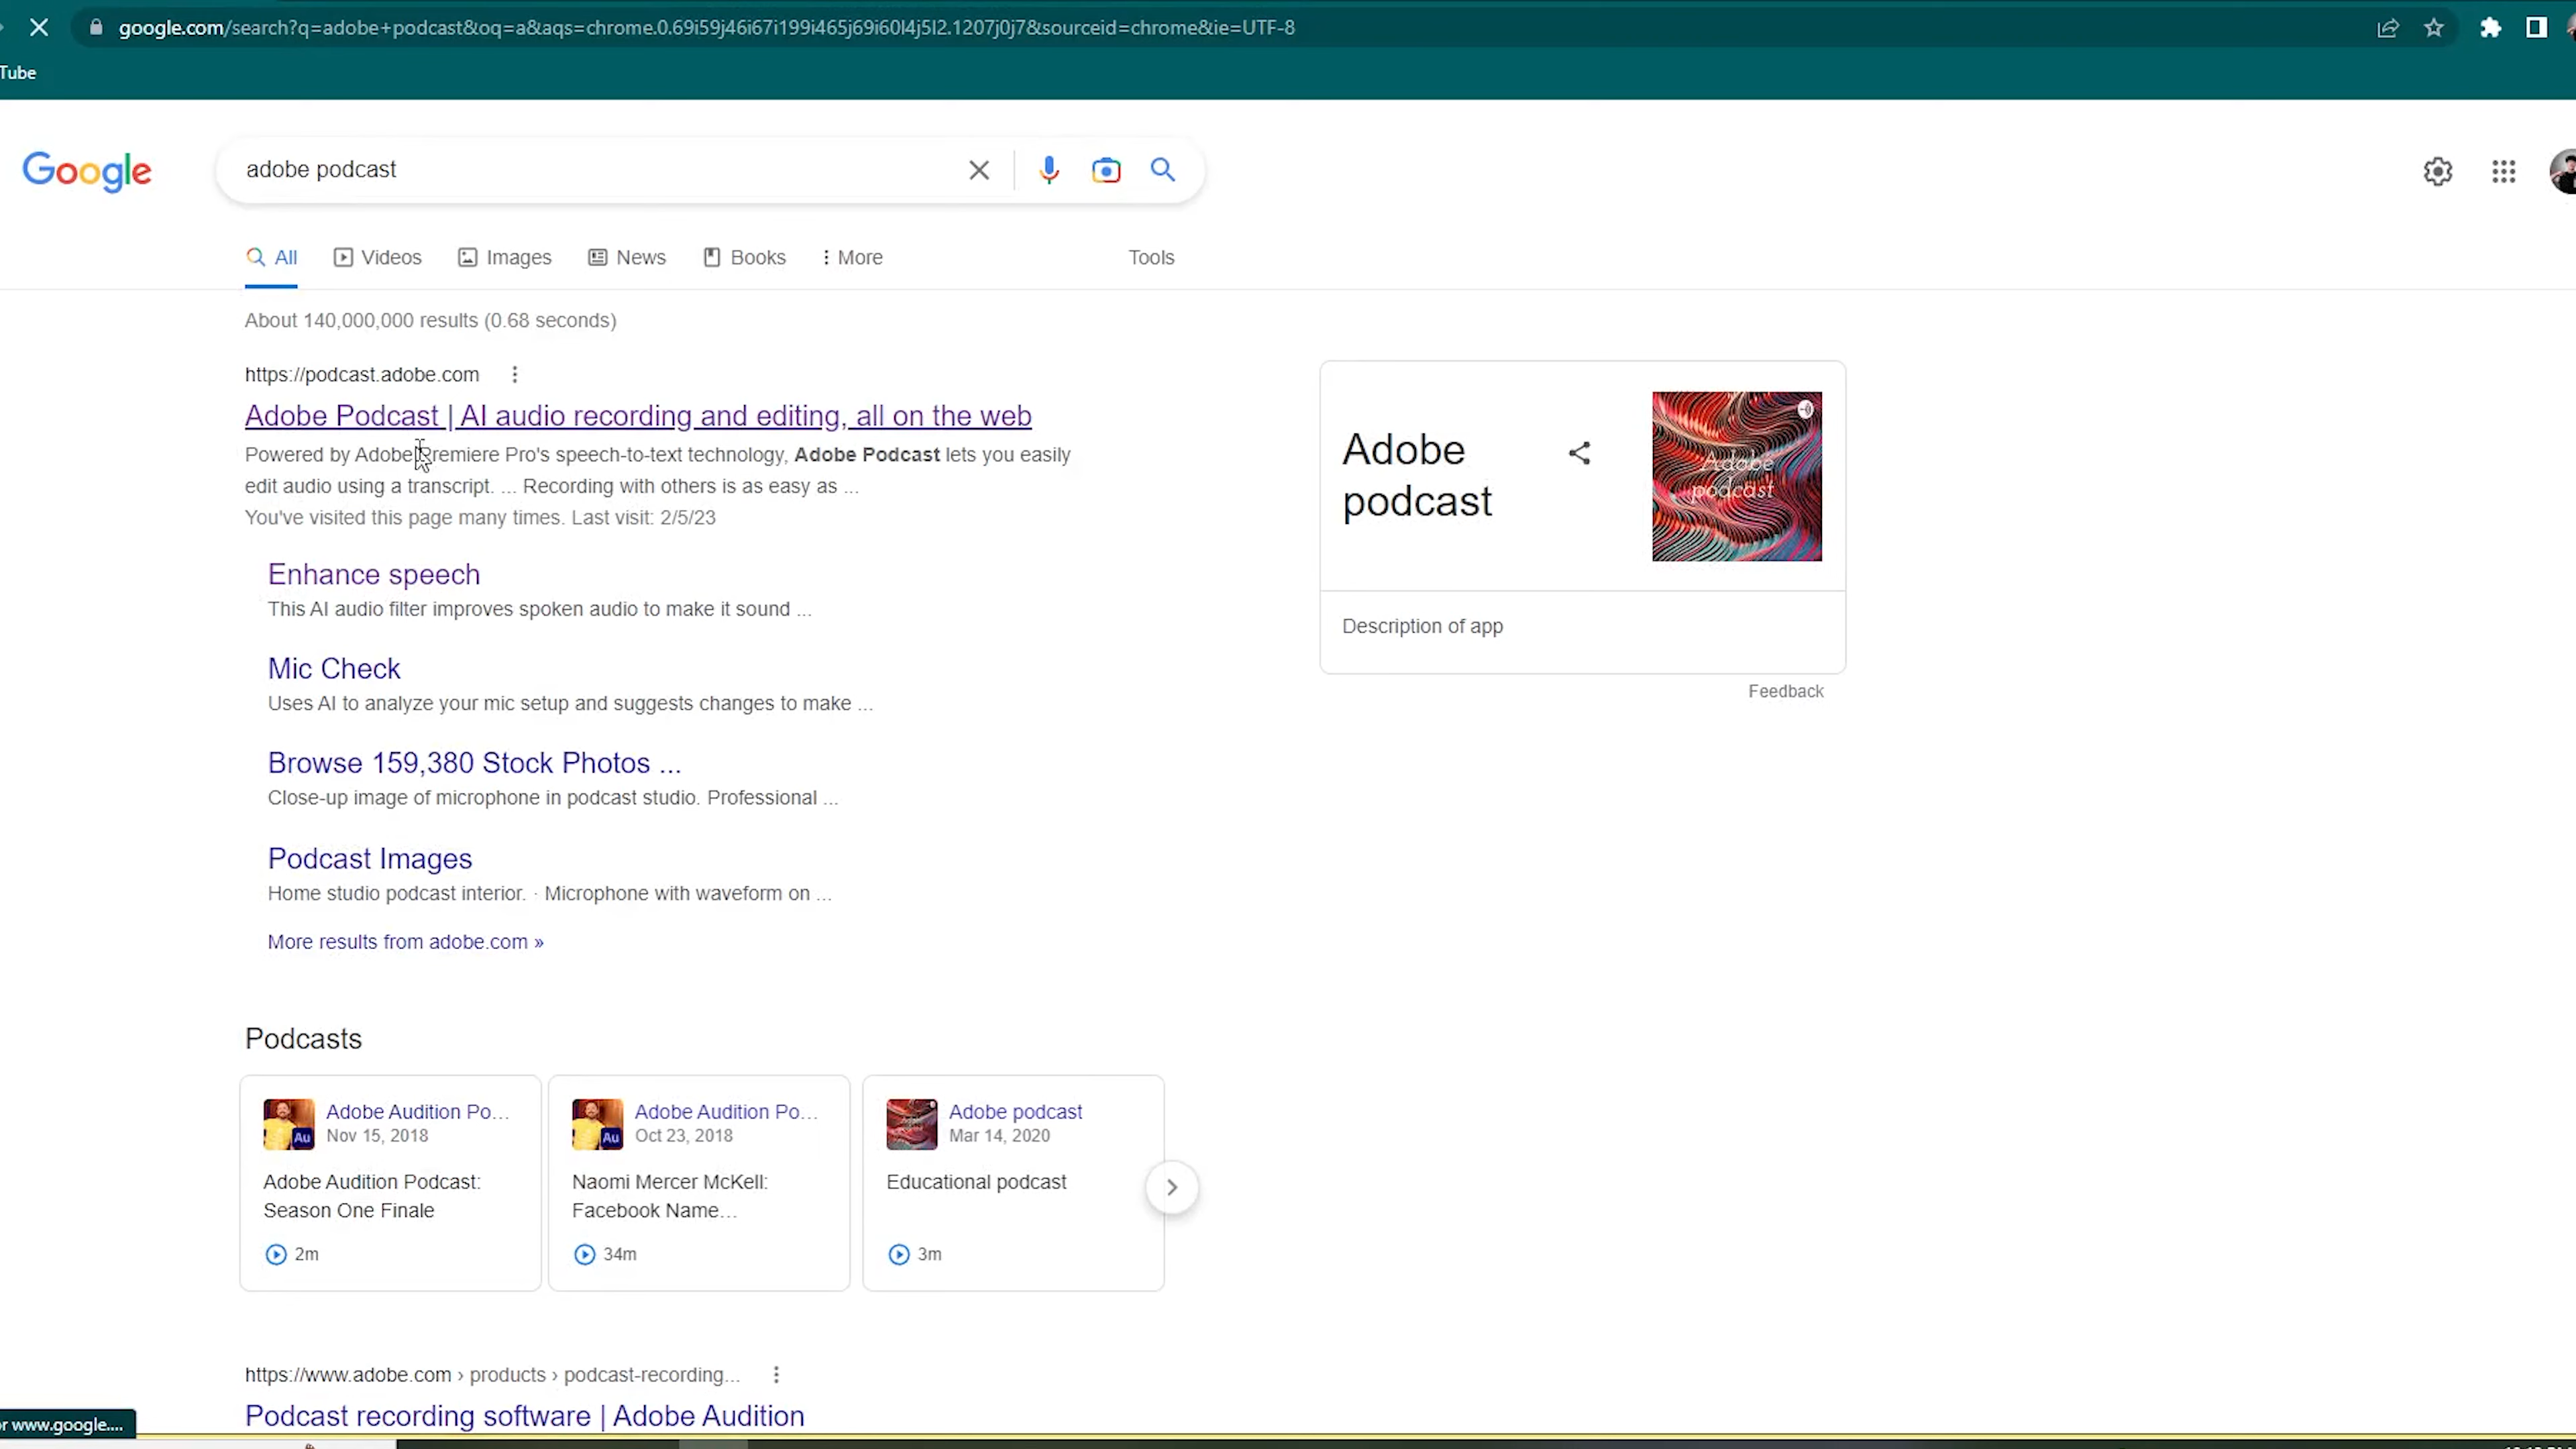 google.com/search?q=adobe+podcast&oq=a&aqs=chrome.0.69i59j46i67i199i465j69i60l4j5l2.1207j0j7&sourceid=chrome&ie=UTF-8
Tube
Google
adobe podcast
All
Videos
Images
News
Books
More
Tools
About 140,000,000 results (0.68 seconds)
https://podcast.adobe.com
Adobe Podcast | AI audio recording and editing, all on the web
Powered by Adobe Premiere Pro's speech-to-text technology, Adobe Podcast lets you easily
edit audio using a transcript. ... Recording with others is as easy as ...
You've visited this page many times. Last visit: 2/5/23
Enhance speech
This AI audio filter improves spoken audio to make it sound ...
Mic Check
Uses AI to analyze your mic setup and suggests changes to make ...
Browse 159,380 Stock Photos ...
Close-up image of microphone in podcast studio. Professional ...
Podcast Images
Home studio podcast interior. · Microphone with waveform on ...
More results from adobe.com »
Adobe
podcast
Adobe
podcast
Description of app
Feedback
Podcasts
Adobe Audition Po...
Nov 15, 2018
Au
Adobe Audition Podcast:
Season One Finale
2m
Adobe Audition Po...
Oct 23, 2018
Au
Naomi Mercer McKell:
Facebook Name...
34m
Adobe podcast
Mar 14, 2020
Educational podcast
3m
https://www.adobe.com › products › podcast-recording...
Podcast recording software | Adobe Audition
or www.google....